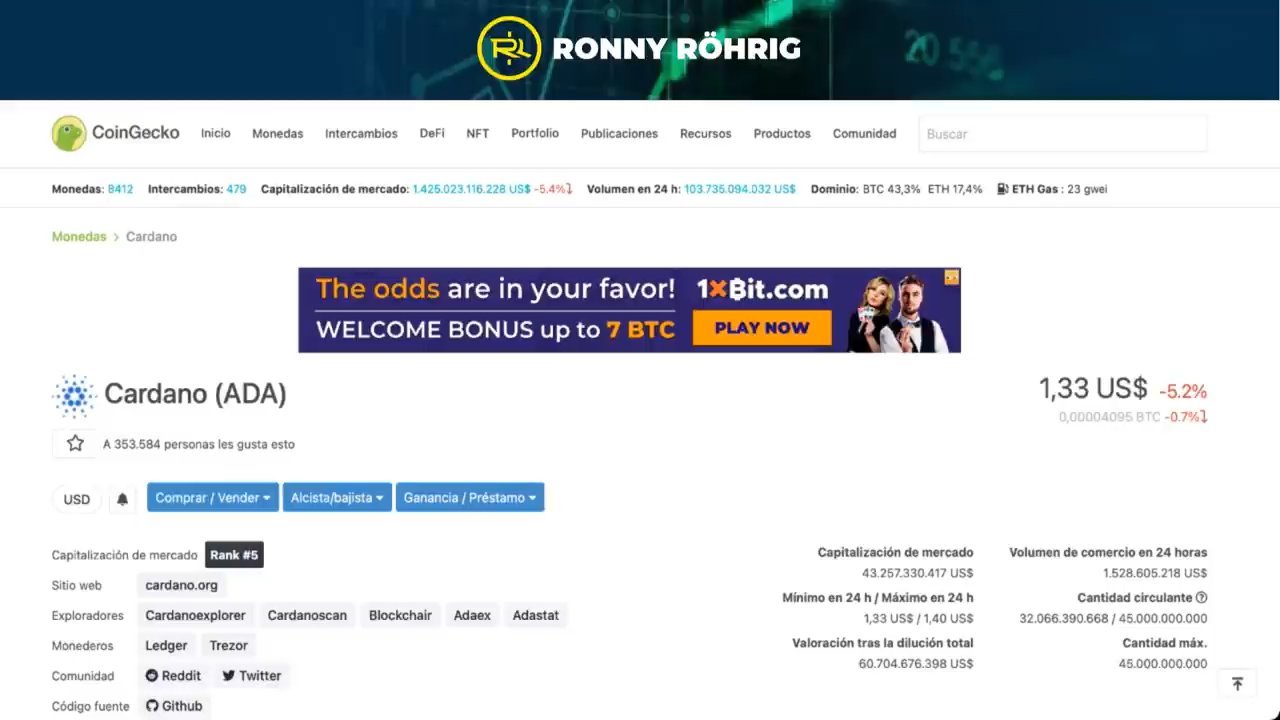 RONNY RÖHRIG
CoinGecko Inicio Monedas Intercambios DeFi NFT Portfolio Publicaciones Recursos Productos Comunidad Buscar
Monedas: 8412 Intercambios: 479 Capitalización de mercado: 1.425.023.116.228 US$ -5.4% Volumen en 24 h: 103.735.094.032 US$ Dominio: BTC 43,3% ETH 17,4% ETH Gas : 23 gwei
Monedas > Cardano
The odds are in your favor! 1XBit.com
WELCOME BONUS up to 7 BTC PLAY NOW
Cardano (ADA) 1,33 US$ -5.2%
0,00004095 BTC -0.7%
A 353.584 personas les gusta esto
USD Comprar / Vender Alcista/bajista Ganancia / Préstamo
Capitalización de mercado Rank #5 Capitalización de mercado Volumen de comercio en 24 horas
43.257.330.417 US$ 1.528.605.218 US$
Sitio web cardano.org
Mínimo en 24 h / Máximo en 24 h Cantidad circulante
Exploradores Cardanoexplorer Cardanoscan Blockchair Adaex Adastat 1,33 US$ / 1,40 US$ 32.066.390.668 / 45.000.000.000
Monederos Ledger Trezor Valoración tras la dilución total Cantidad máx.
60.704.676.398 US$ 45.000.000.000
Comunidad Reddit Twitter
Código fuente Github